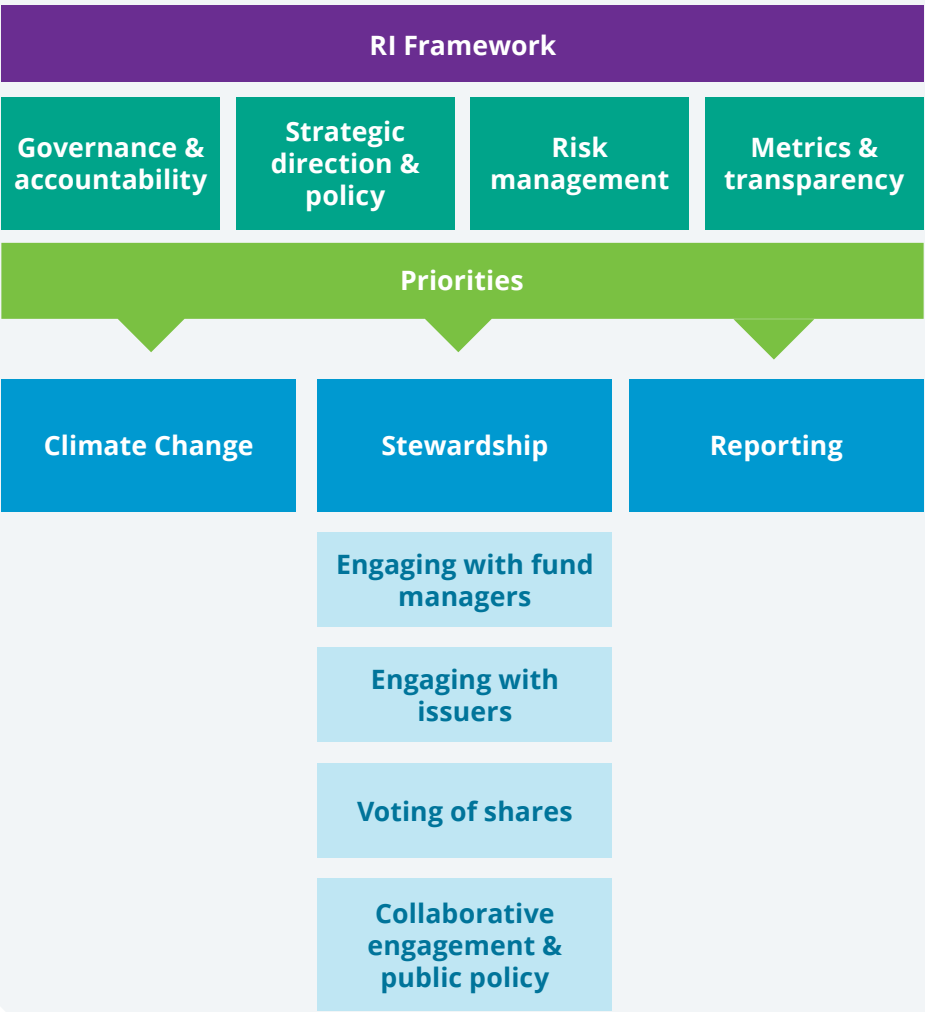 RI Framework
Governance &
accountability
Strategic
direction &
policy
Risk
management
Metrics &
transparency
Priorities
Climate Change
Stewardship
Reporting
Engaging with fund
managers
Engaging with
issuers
Voting of shares
Collaborative
engagement &
public policy